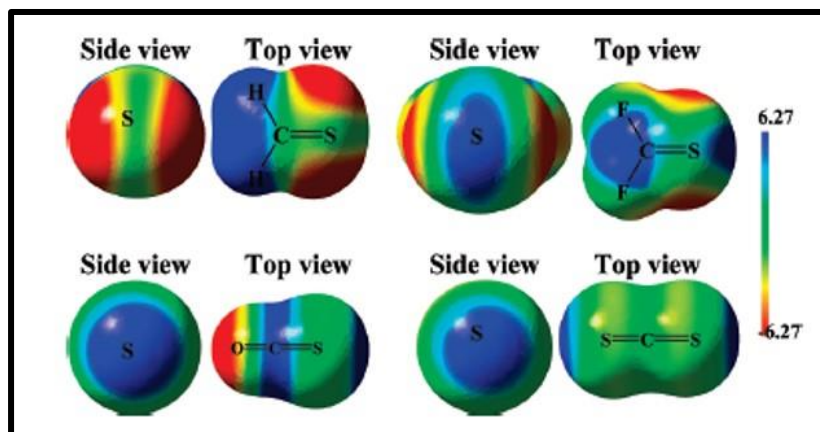 Side view Top view Side view Top view
S
H
C=S
H
S
F
C=S
F
6.27
-6.27
Side view Top view Side view Top view
S
O=C=S
S
S=C=S